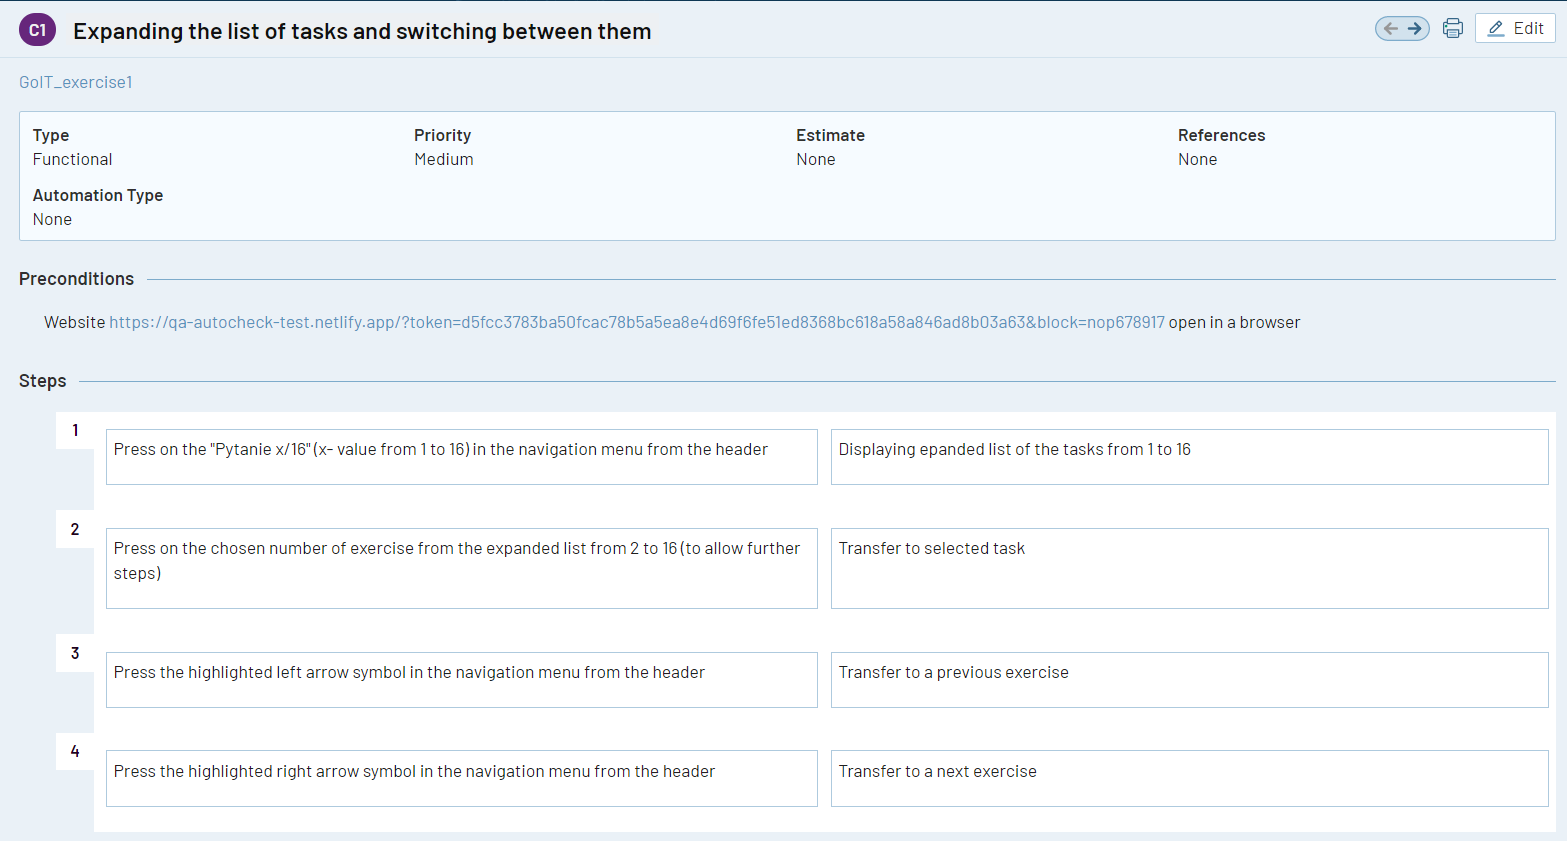 C1 Expanding the list of tasks and switching between them
Edit
GoIT_exercise1
Type Priority Estimate References
Functional Medium None None
Automation Type
None
Preconditions
Website https://qa-autocheck-test.netlify.app/?token=d5fcc3783ba50fcac78b5a5ea8e4d69f6fe51ed8368bc618a58a846ad8b03a63&block=nop678917 open in a browser
Steps
1
Press on the "Pytanie x/16" (x- value from 1 to 16) in the navigation menu from the header
Displaying epanded list of the tasks from 1 to 16
2
Press on the chosen number of exercise from the expanded list from 2 to 16 (to allow further
steps)
Transfer to selected task
3
Press the highlighted left arrow symbol in the navigation menu from the header
Transfer to a previous exercise
4
Press the highlighted right arrow symbol in the navigation menu from the header
Transfer to a next exercise